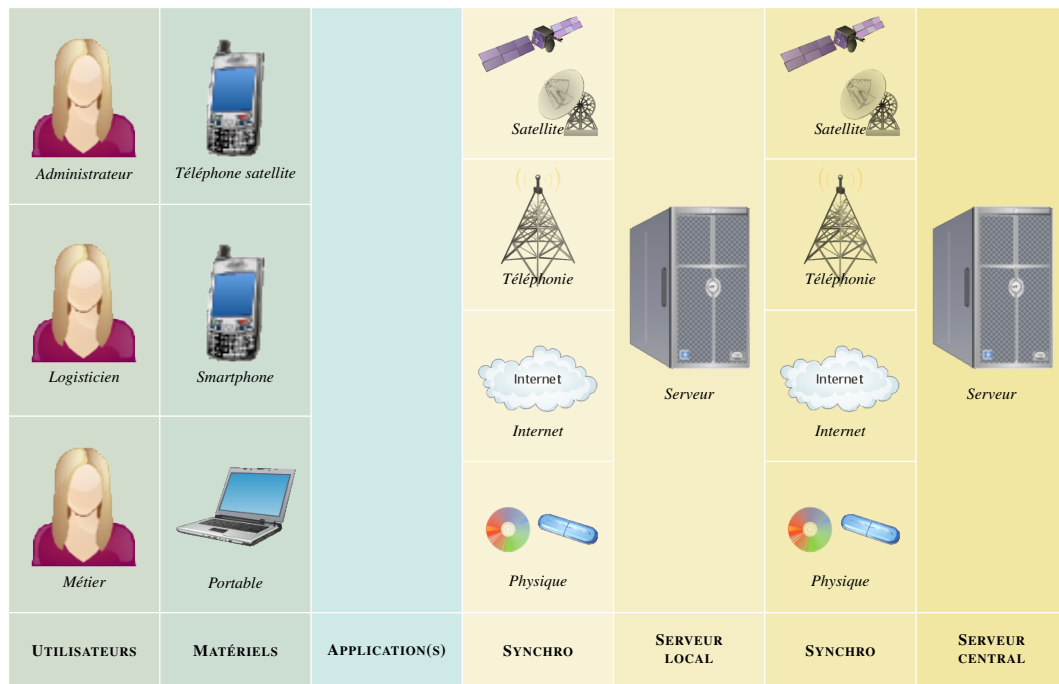 Administrateur
Logisticien
Métier
UTILISATEURS
Téléphone satellite
Smartphone
Portable
MATÉRIELS
APPLICATION(S)
Satellite
Téléphonie
Internet
Internet
Physique
SYNCHRO
Serveur
SERVEUR
LOCAL
Satellite
Téléphonie
Internet
Internet
Physique
SYNCHRO
Serveur
SERVEUR
CENTRAL